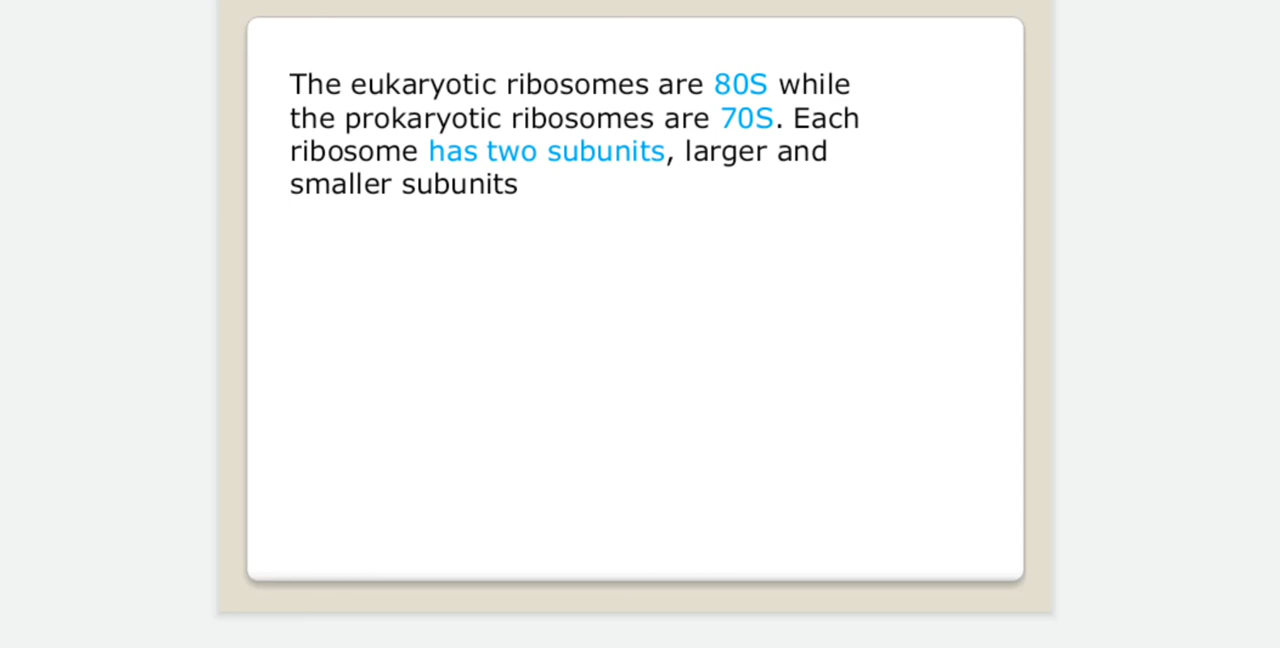 The eukaryotic ribosomes are 80S while
the prokaryotic ribosomes are 70S. Each
ribosome has two subunits, larger and
smaller subunits